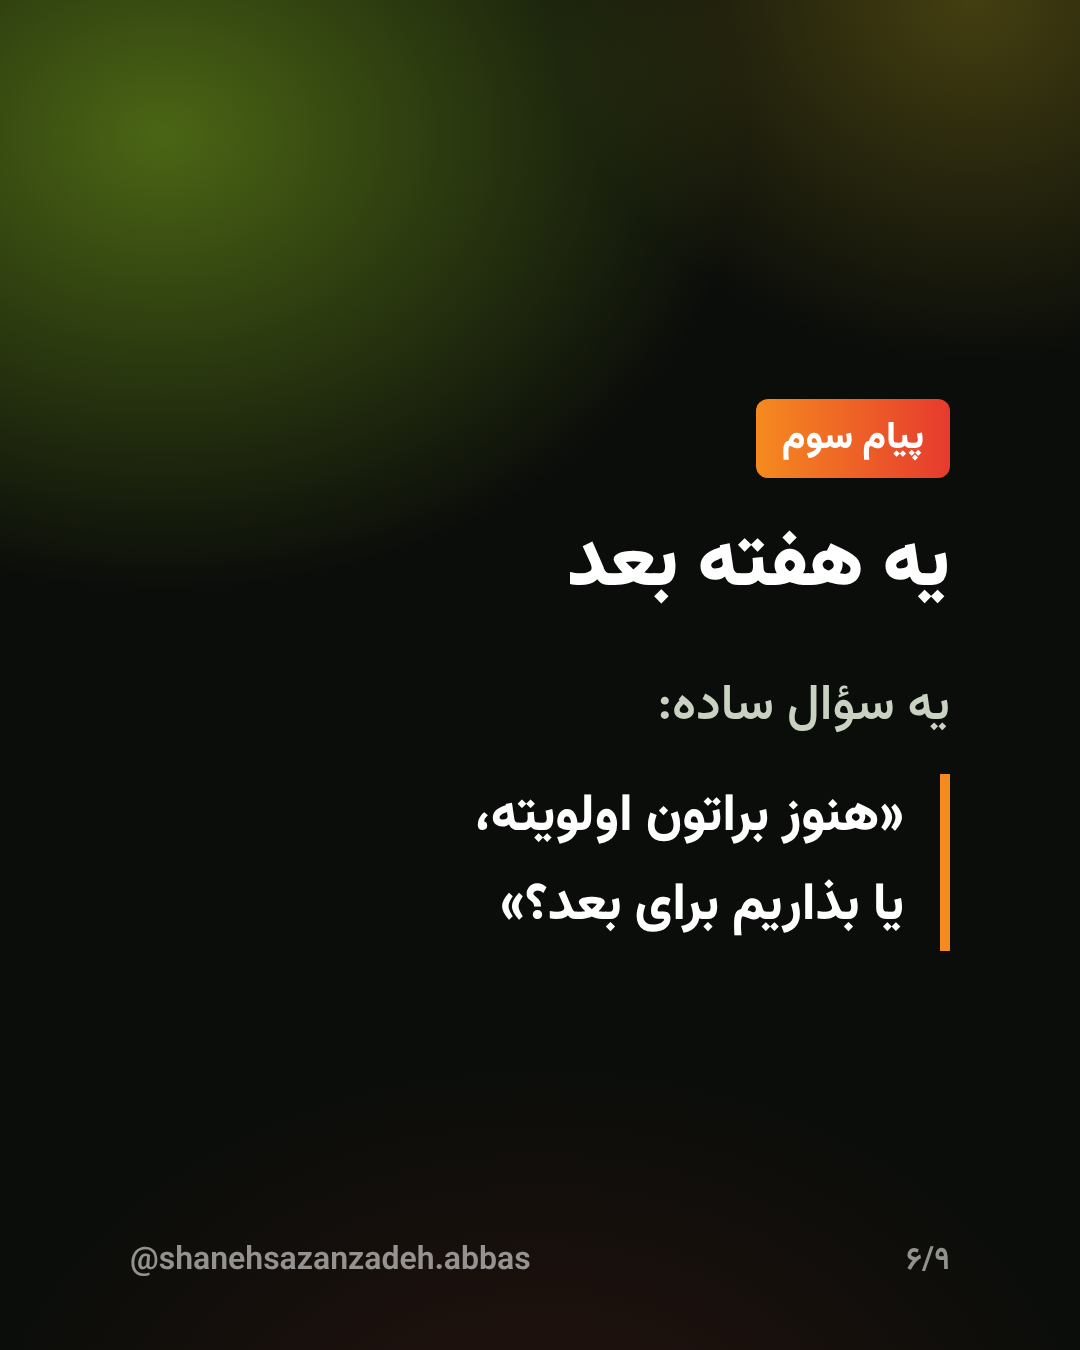 پیام سوم
یه هفته بعد
یه سؤال ساده:
«هنوز براتون اولویته،
یا بذاریم برای بعد؟»
@shanehsazanzadeh.abbas
۶/۹